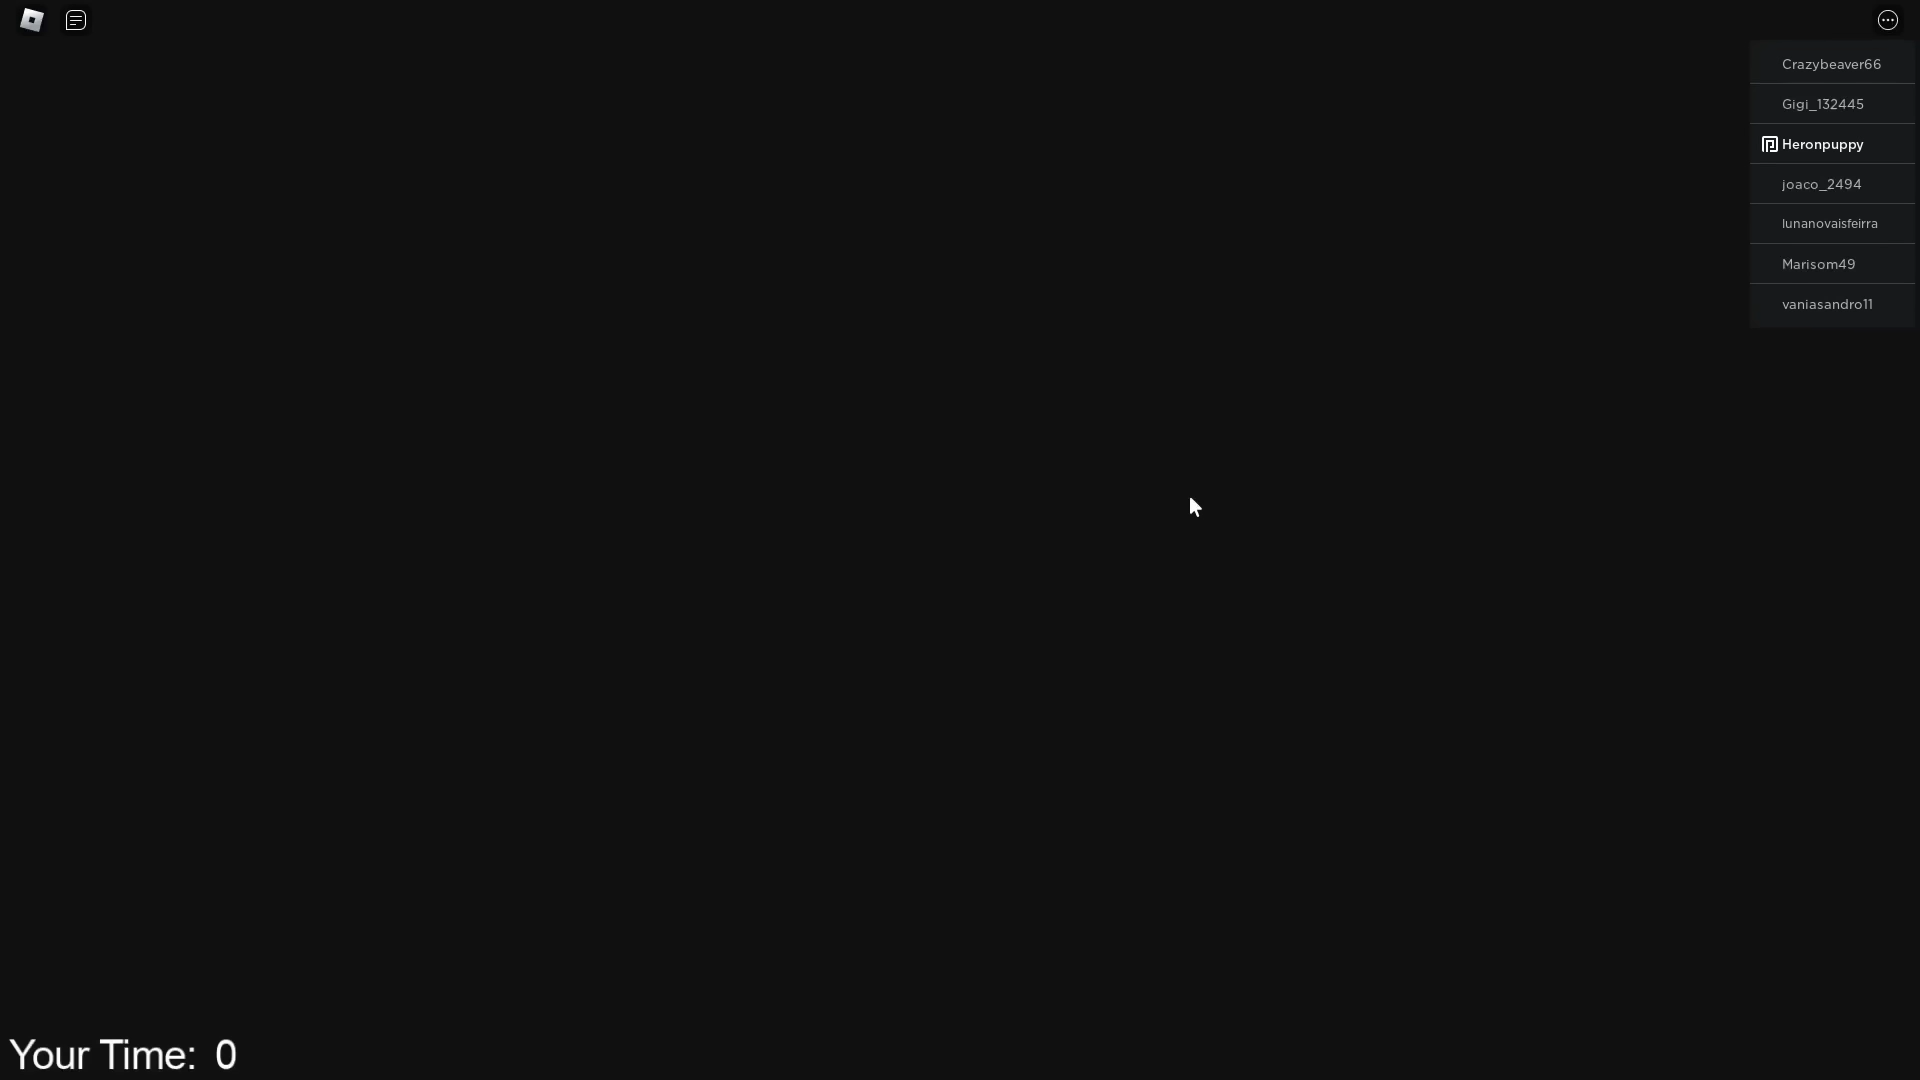 Crazybeaver66
Gigi_132445
Heronpuppy
joaco_2494
lunanovaisfeirra
Marisom49
vaniasandro11
Your Time: 0